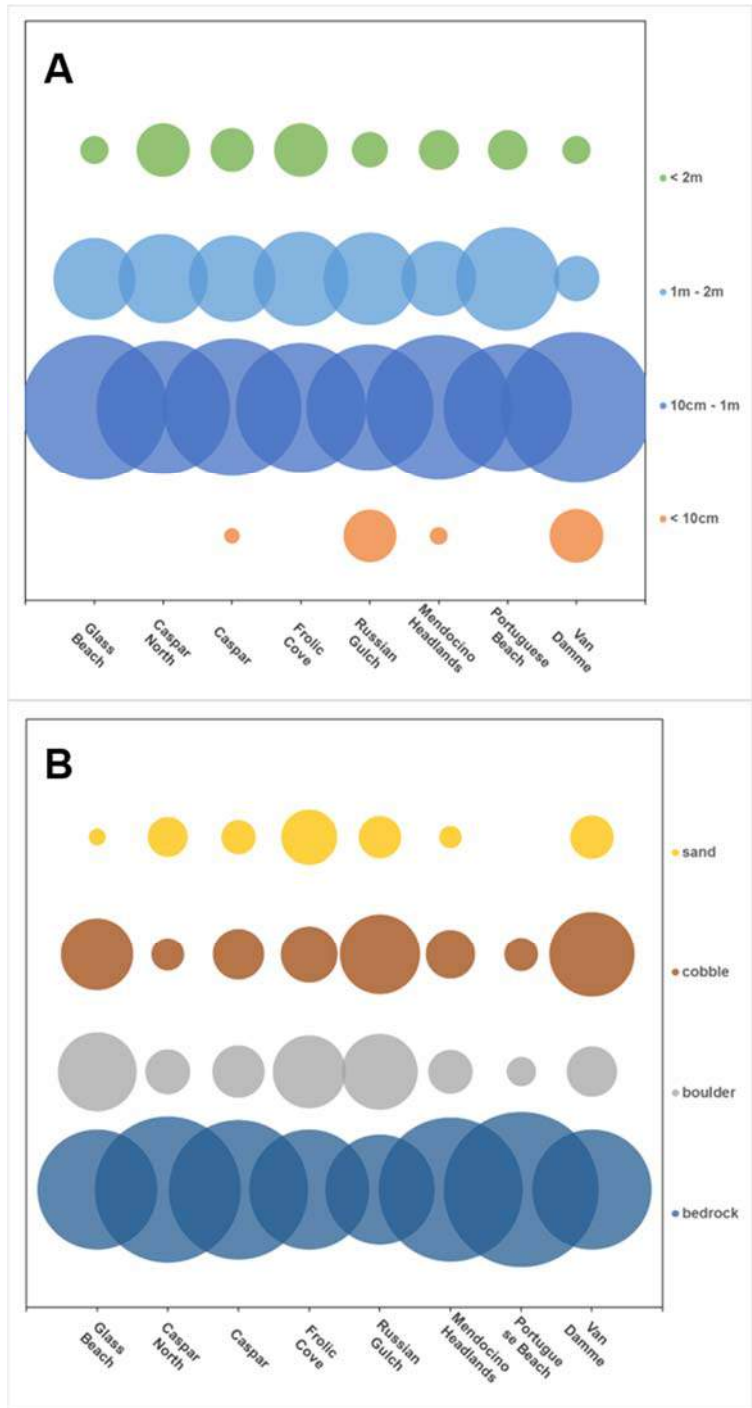 A
< 2m
1m - 2m
10cm - 1m
< 10cm
Glass
Beach
Caspar
North
Caspar
Frolic
Cove
Russian
Gulch
Mendocino
Headlands
Portuguese
Beach
Van
Damme
B
sand
cobble
boulder
bedrock
Glass
Beach
Caspar
North
Caspar
Frolic
Cove
Russian
Gulch
Mendocino
Headlands
Portugue
se Beach
Van
Damme